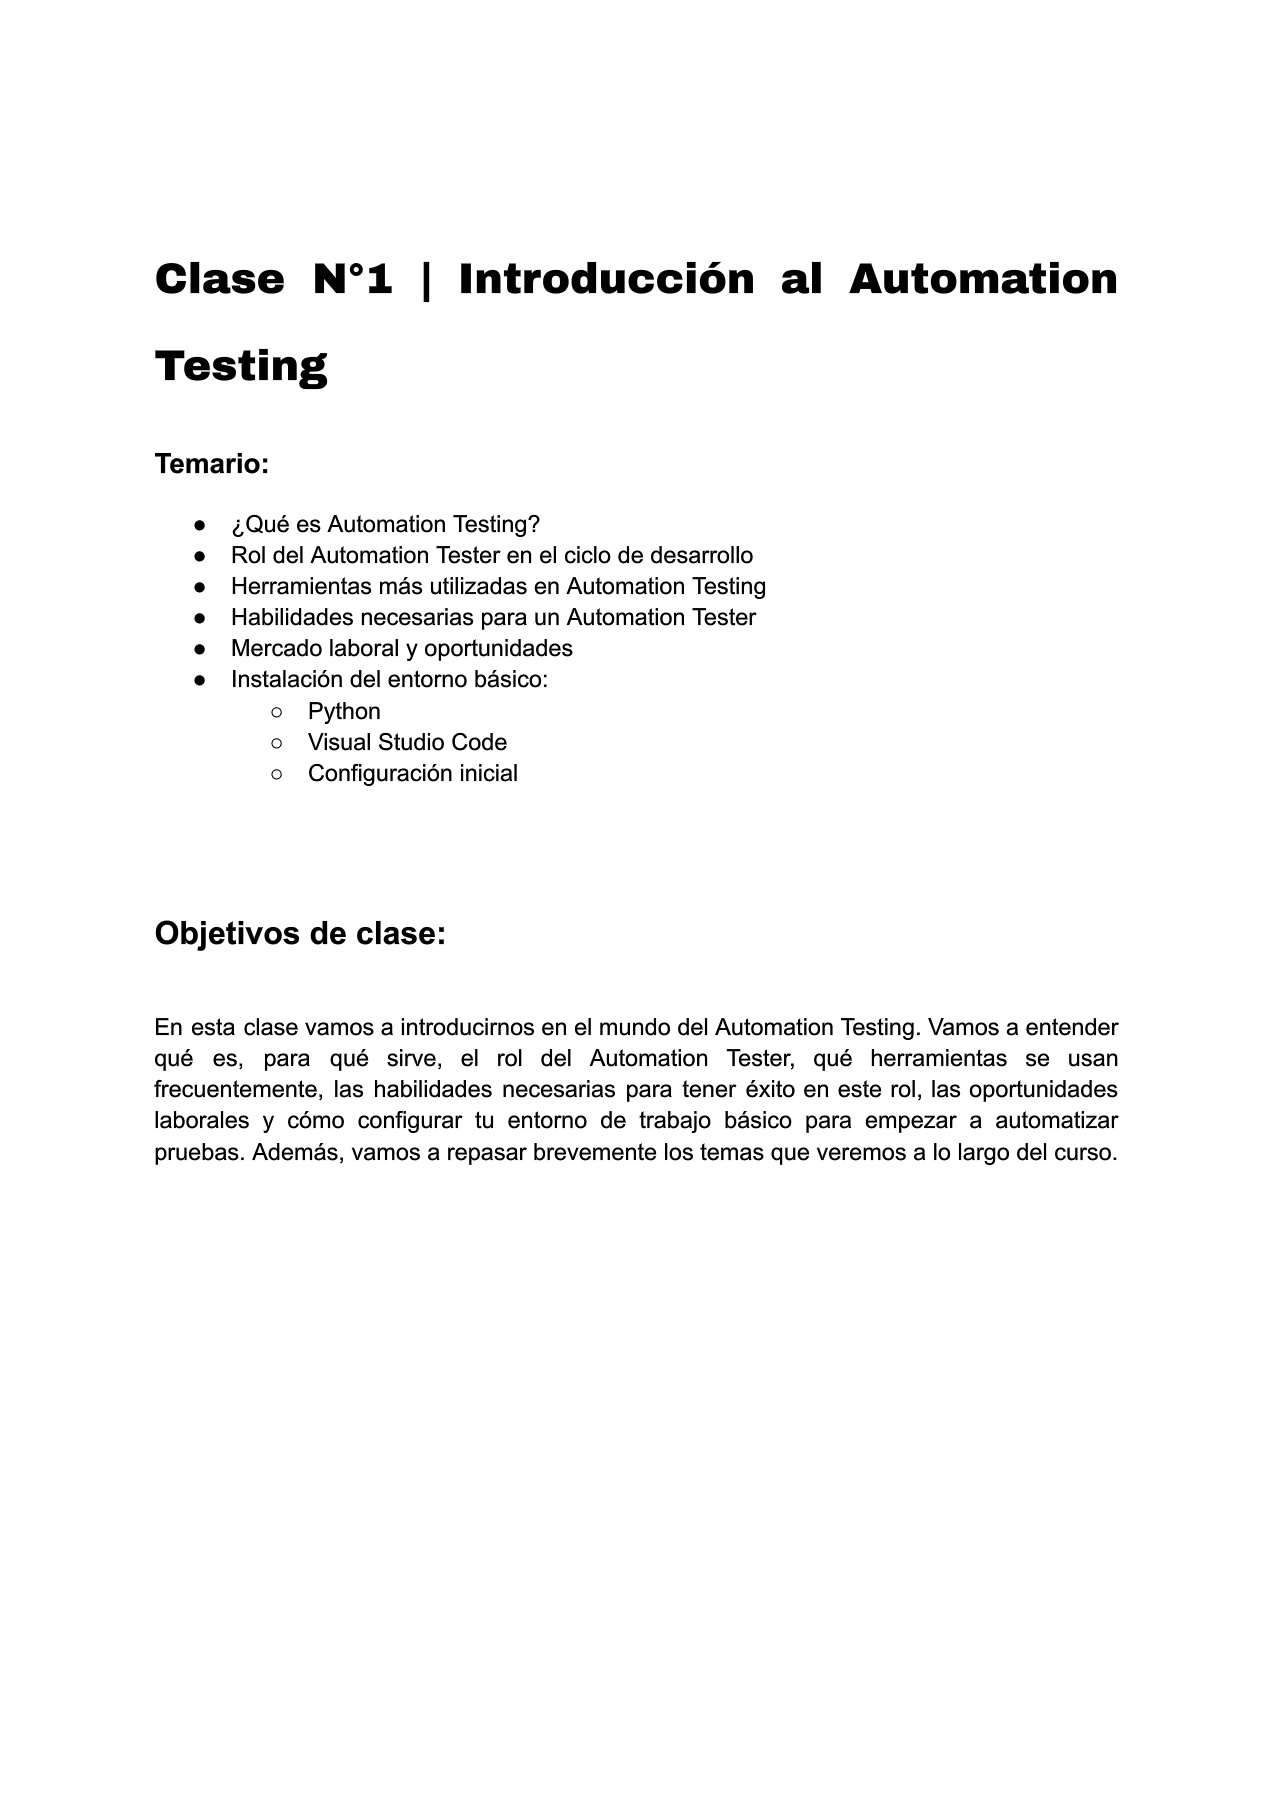 Clase N°1 | Introducción al Automation
Testing
Temario:
● ¿Qué es Automation Testing?
● Rol del Automation Tester en el ciclo de desarrollo
● Herramientas más utilizadas en Automation Testing
● Habilidades necesarias para un Automation Tester
● Mercado laboral y oportunidades
● Instalación del entorno básico:
○ Python
○ Visual Studio Code
○ Configuración inicial
Objetivos de clase:
En esta clase vamos a introducirnos en el mundo del Automation Testing. Vamos a entender
qué es, para qué sirve, el rol del Automation Tester, qué herramientas se usan
frecuentemente, las habilidades necesarias para tener éxito en este rol, las oportunidades
laborales y cómo configurar tu entorno de trabajo básico para empezar a automatizar
pruebas. Además, vamos a repasar brevemente los temas que veremos a lo largo del curso.